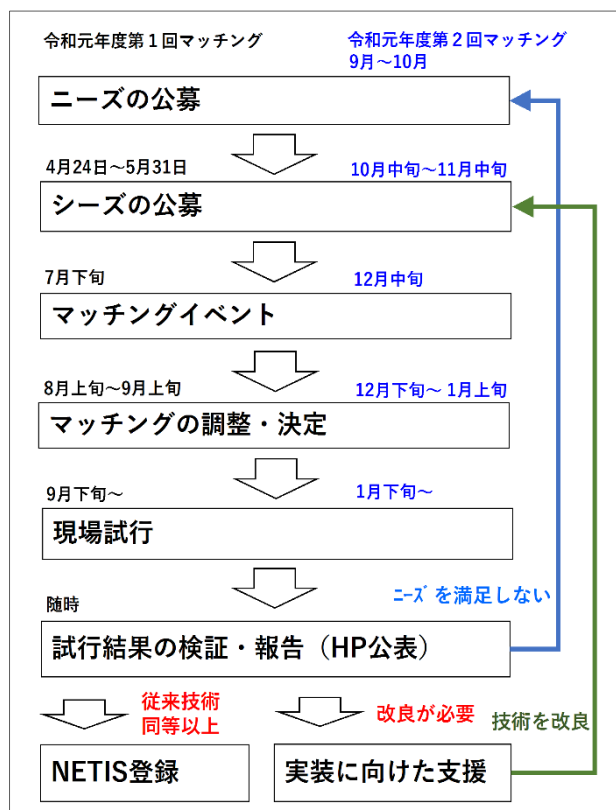 令和元年度第１回マッチング
令和元年度第２回マッチング
9月～10月
ニーズの公募
4月24日～5月31日
10月中旬～11月中旬
シーズの公募
7月下旬
12月中旬
マッチングイベント
8月上旬～9月上旬
12月下旬～ 1月上旬
マッチングの調整・決定
9月下旬～
1月下旬～
現場試行
随時
ﾆｰｽﾞを満足しない
試行結果の検証・報告（HP公表）
従来技術
同等以上
改良が必要
技術を改良
NETIS登録
実装に向けた支援